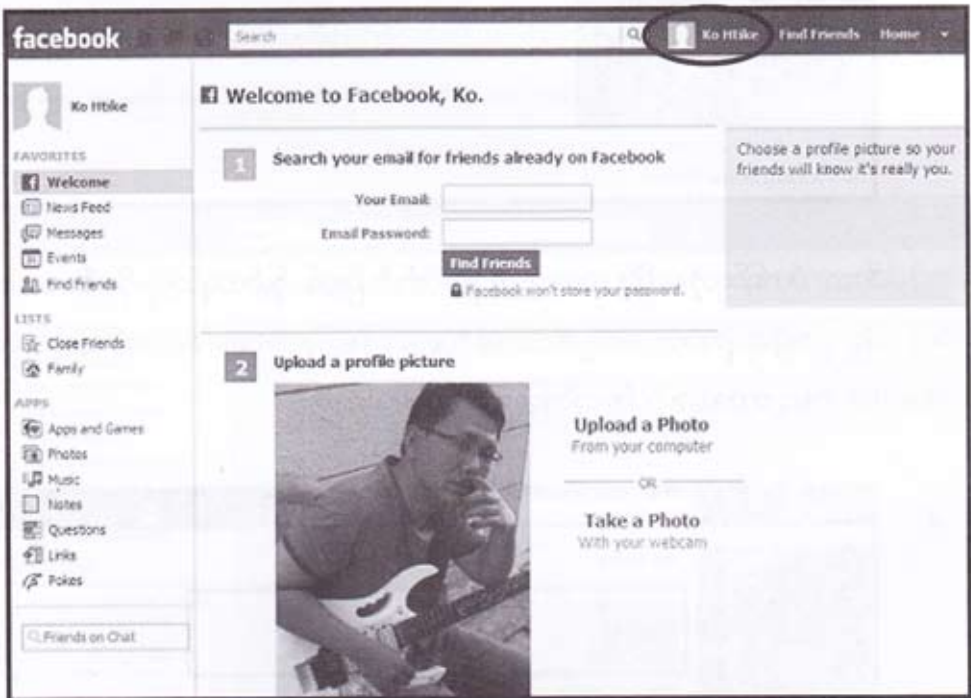 facebook
Search
Ko Htike
Find Friends
Home
Ko Htike
FAVORITES
Welcome
News Feed
Messages
Events
Find Friends
LISTS
Close Friends
Family
APPS
Apps and Games
Photos
Music
Notes
Questions
Links
Pokes
Friends on Chat
Welcome to Facebook, Ko.
1
Search your email for friends already on Facebook
Your Email:
Email Password:
Find Friends
Facebook won't store your password.
2
Upload a profile picture
Upload a Photo
From your computer
OR
Take a Photo
With your webcam
Choose a profile picture so your
friends will know it's really you.